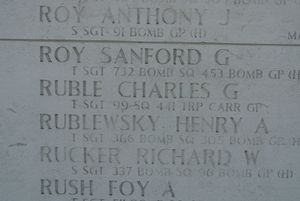 ROY ANTHONY J
S SGT 91 BOMB GP (H)
ROY SANFORD G
T SGT 732 BOMB SQ 453 BOMB GP (H)
RUBLE CHARLES G
T SGT 99 SQ 441 TRP CARR GP
RUBLEWSKY HENRY A
T SGT 366 BOMB SQ 305 BOMB GP (H)
RUCKER RICHARD W
S SGT 337 BOMB SQ 96 BOMB GP (H)
RUSH FOY A